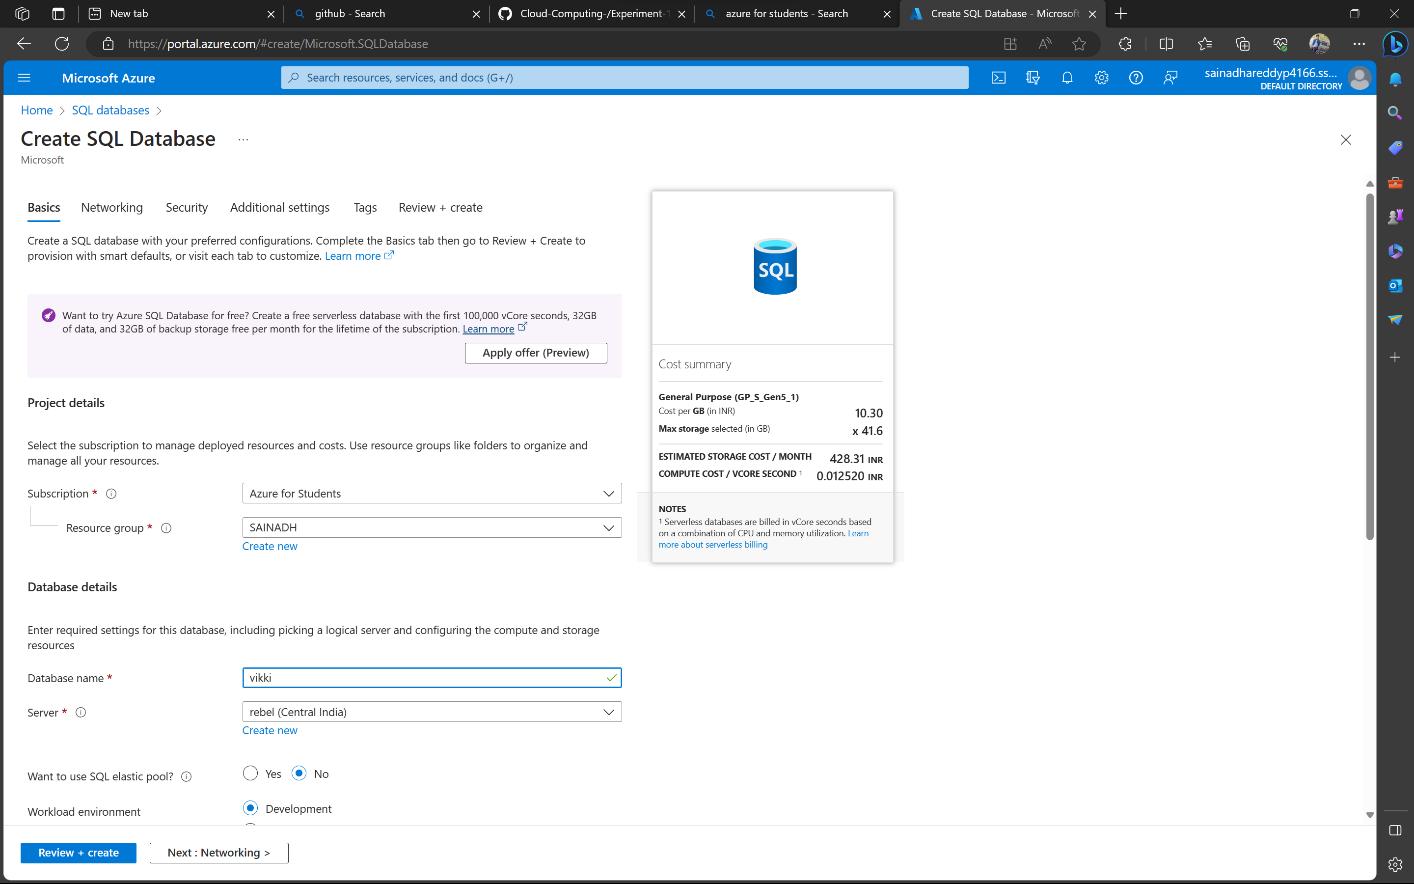 New tab
github - Search
Cloud-Computing-/Experiment-
azure for students - Search
Create SQL Database - Microsoft
https://portal.azure.com/#create/Microsoft.SQLDatabase
Microsoft Azure
Search resources, services, and docs (G+/)
sainadhareddyp4166.ss...
DEFAULT DIRECTORY
Home > SQL databases >
Create SQL Database ...
Microsoft
Basics Networking Security Additional settings Tags Review + create
Create a SQL database with your preferred configurations. Complete the Basics tab then go to Review + Create to
provision with smart defaults, or visit each tab to customize. Learn more
Want to try Azure SQL Database for free? Create a free serverless database with the first 100,000 vCore seconds, 32GB
of data, and 32GB of backup storage free per month for the lifetime of the subscription. Learn more
Apply offer (Preview)
Project details
Select the subscription to manage deployed resources and costs. Use resource groups like folders to organize and
manage all your resources.
Subscription *
Azure for Students
Resource group *
SAINADH
Create new
Database details
Enter required settings for this database, including picking a logical server and configuring the compute and storage
resources
Database name *
vikki
Server *
rebel (Central India)
Create new
Want to use SQL elastic pool?
Yes No
Workload environment
Development
Review + create
Next : Networking >
SQL
Cost summary
General Purpose (GP_S_Gen5_1)
Cost per GB (in INR) 10.30
Max storage selected (in GB) x 41.6
ESTIMATED STORAGE COST / MONTH 428.31 INR
COMPUTE COST / VCORE SECOND ¹ 0.012520 INR
NOTES
¹ Serverless databases are billed in vCore seconds based
on a combination of CPU and memory utilization. Learn
more about serverless billing